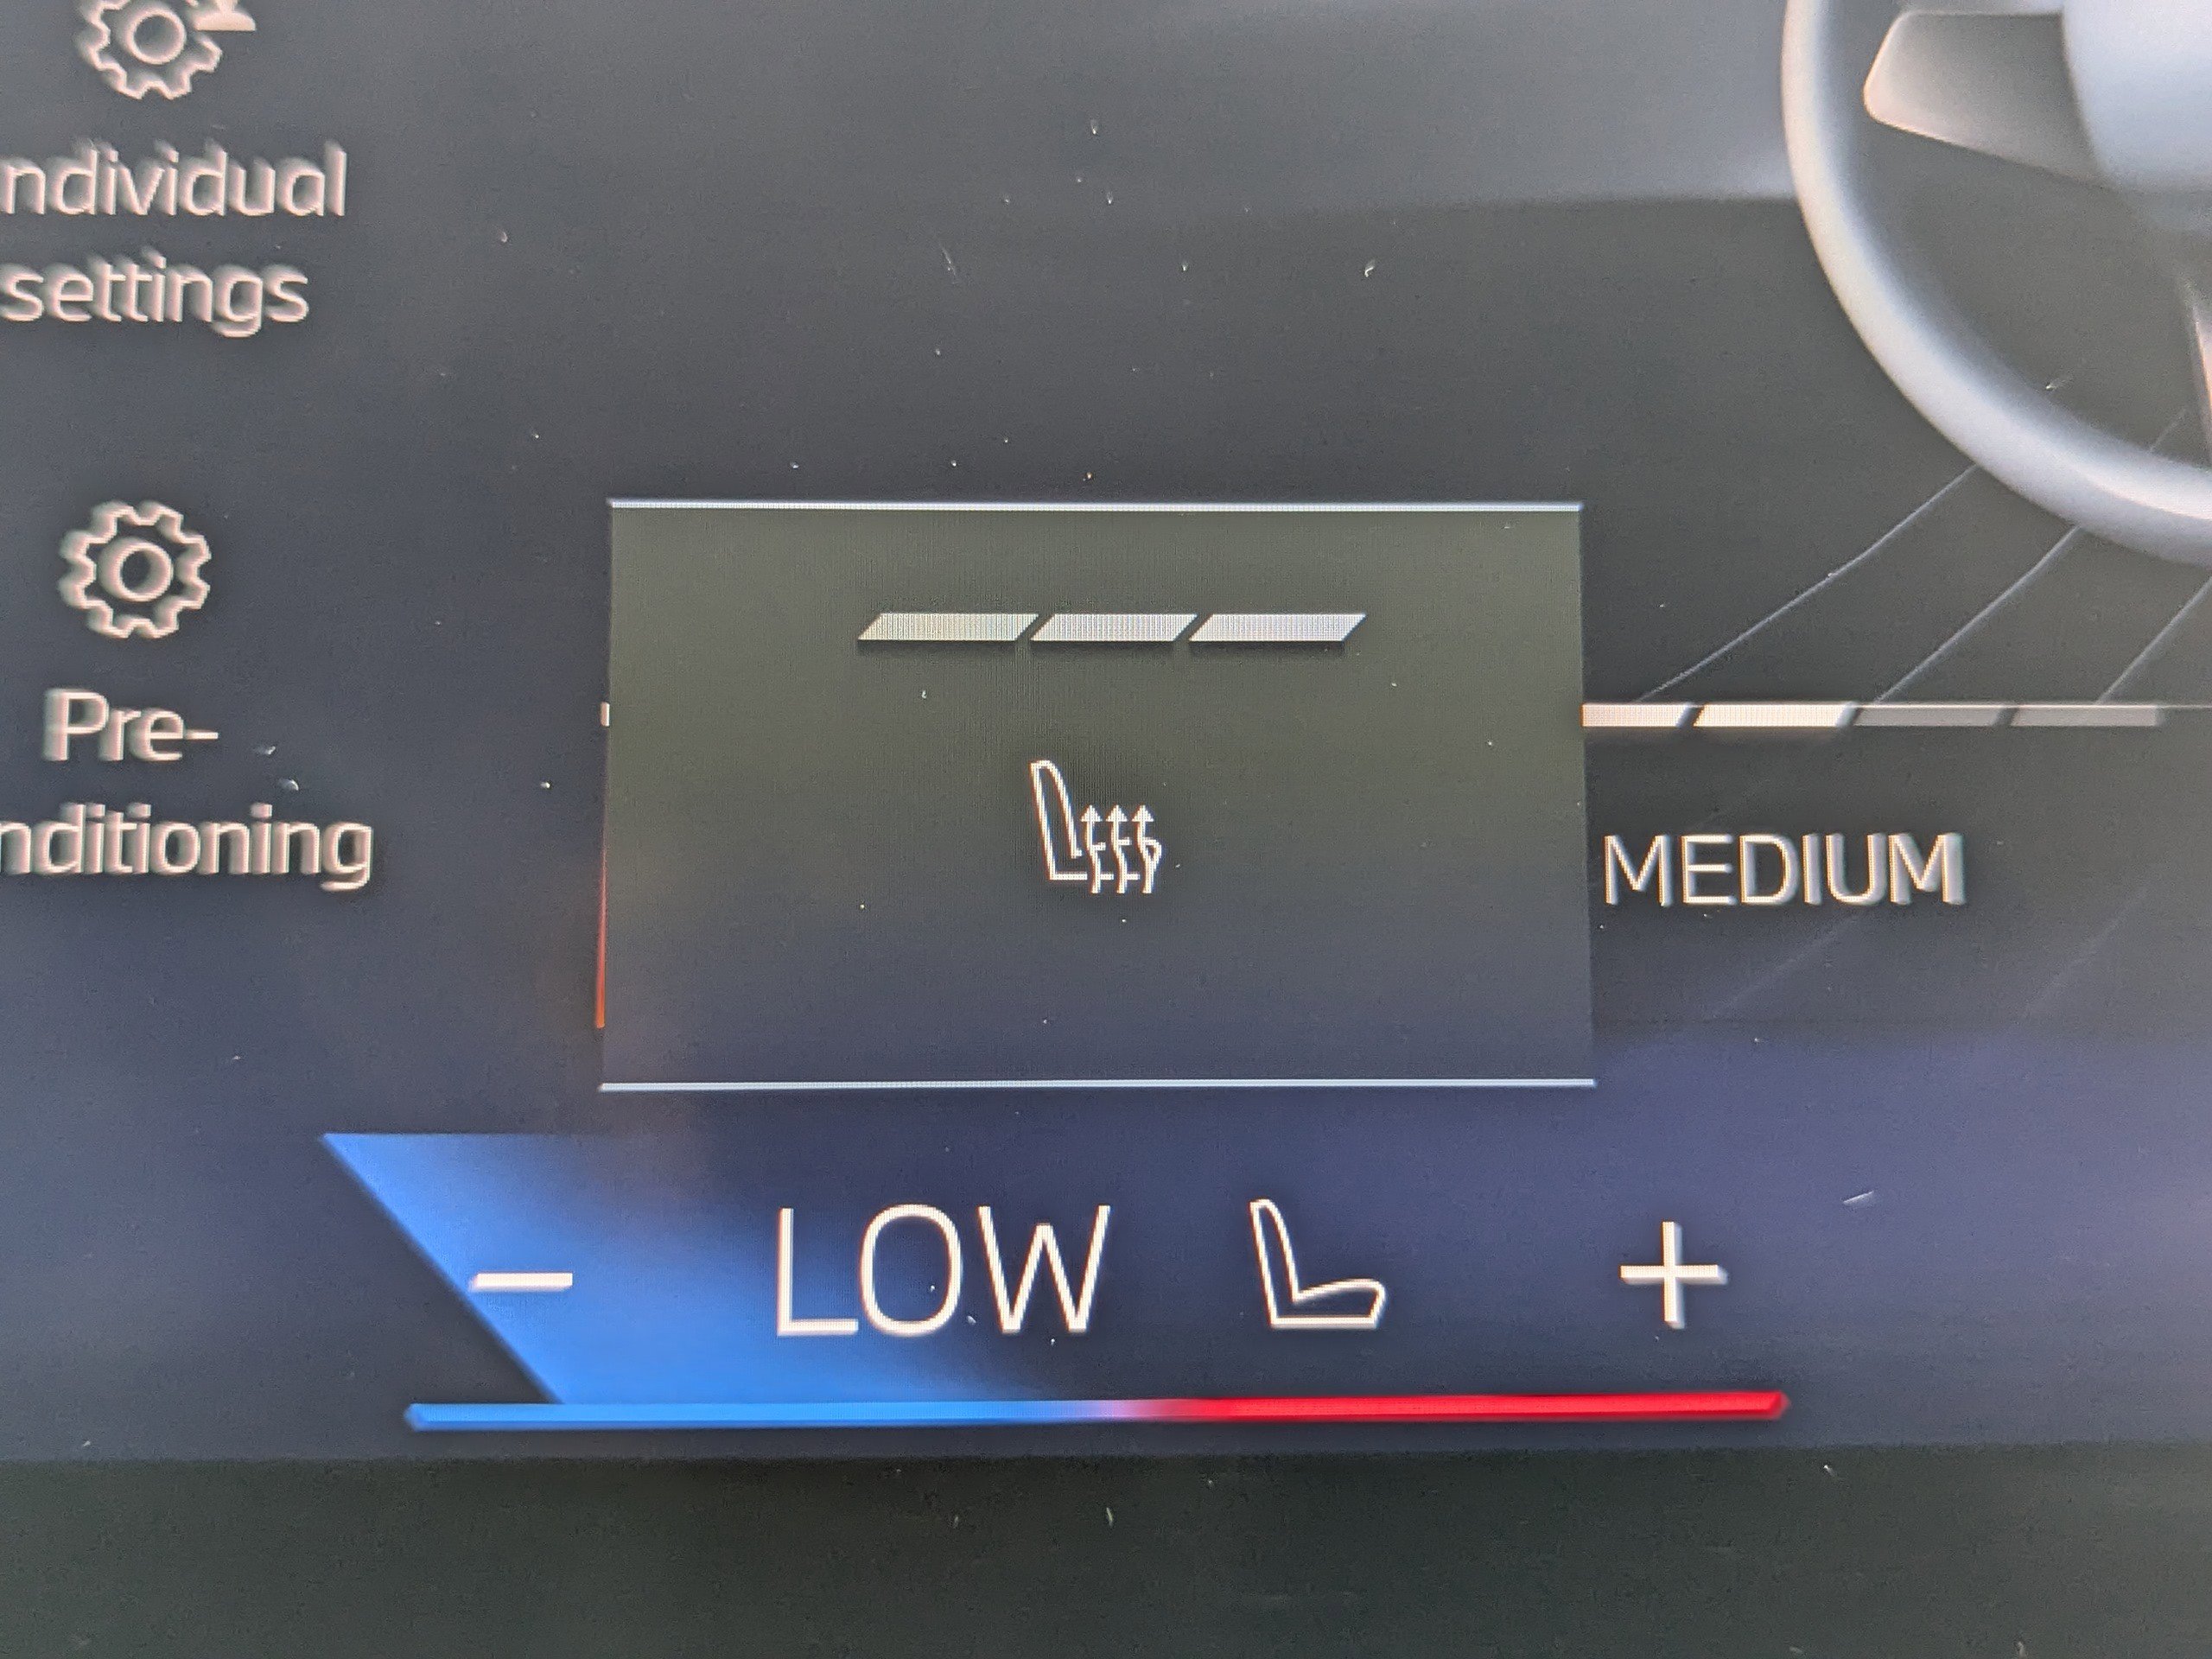 ndividual
settings
Pre-
nditioning
MEDIUM
− LOW +